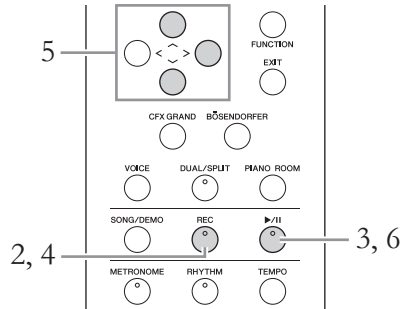 5
< >
FUNCTION
EXIT
CFX GRAND BÖSENDORFER
VOICE DUAL/SPLIT PIANO ROOM
SONG/DEMO REC ▶/II
2, 4
3, 6
METRONOME RHYTHM TEMPO